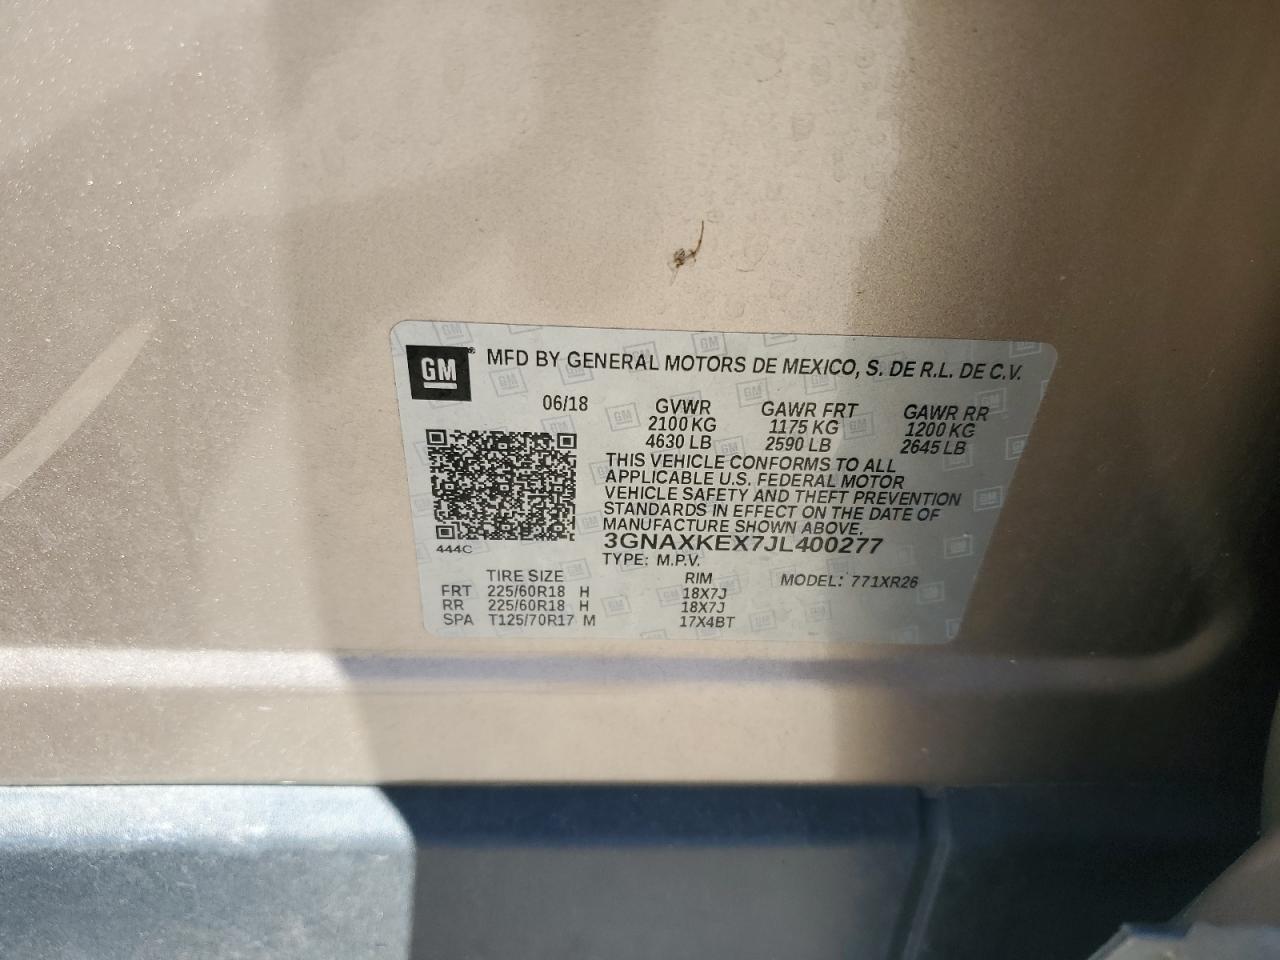 GM MFD BY GENERAL MOTORS DE MEXICO, S. DE R.L. DE C.V.
06/18 GVWR GAWR FRT GAWR RR
2100 KG 1175 KG 1200 KG
4630 LB 2590 LB 2645 LB
THIS VEHICLE CONFORMS TO ALL
APPLICABLE U.S. FEDERAL MOTOR
VEHICLE SAFETY AND THEFT PREVENTION
STANDARDS IN EFFECT ON THE DATE OF
MANUFACTURE SHOWN ABOVE.
3GNAXKEX7JL400277
444C
TYPE: M.P.V.
TIRE SIZE RIM MODEL: 771XR26
FRT 225/60R18 H 18X7J
RR 225/60R18 H 18X7J
SPA T125/70R17 M 17X4BT